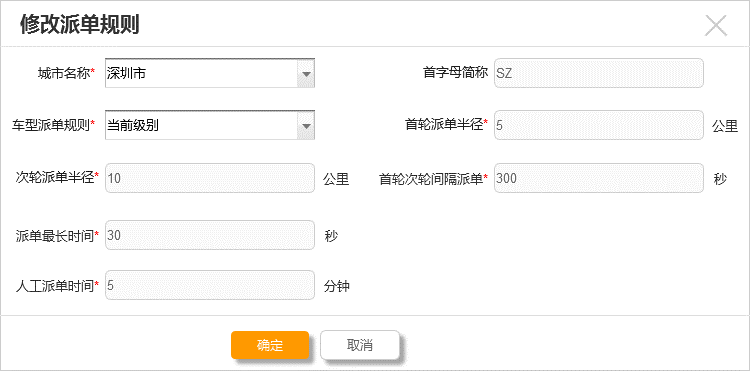 修改派单规则
城市名称* 深圳市 首字母简称 SZ
车型派单规则* 当前级别 首轮派单半径* 5 公里
次轮派单半径* 10 公里 首轮次轮间隔派单* 300 秒
派单最长时间* 30 秒
人工派单时间* 5 分钟
确定 取消